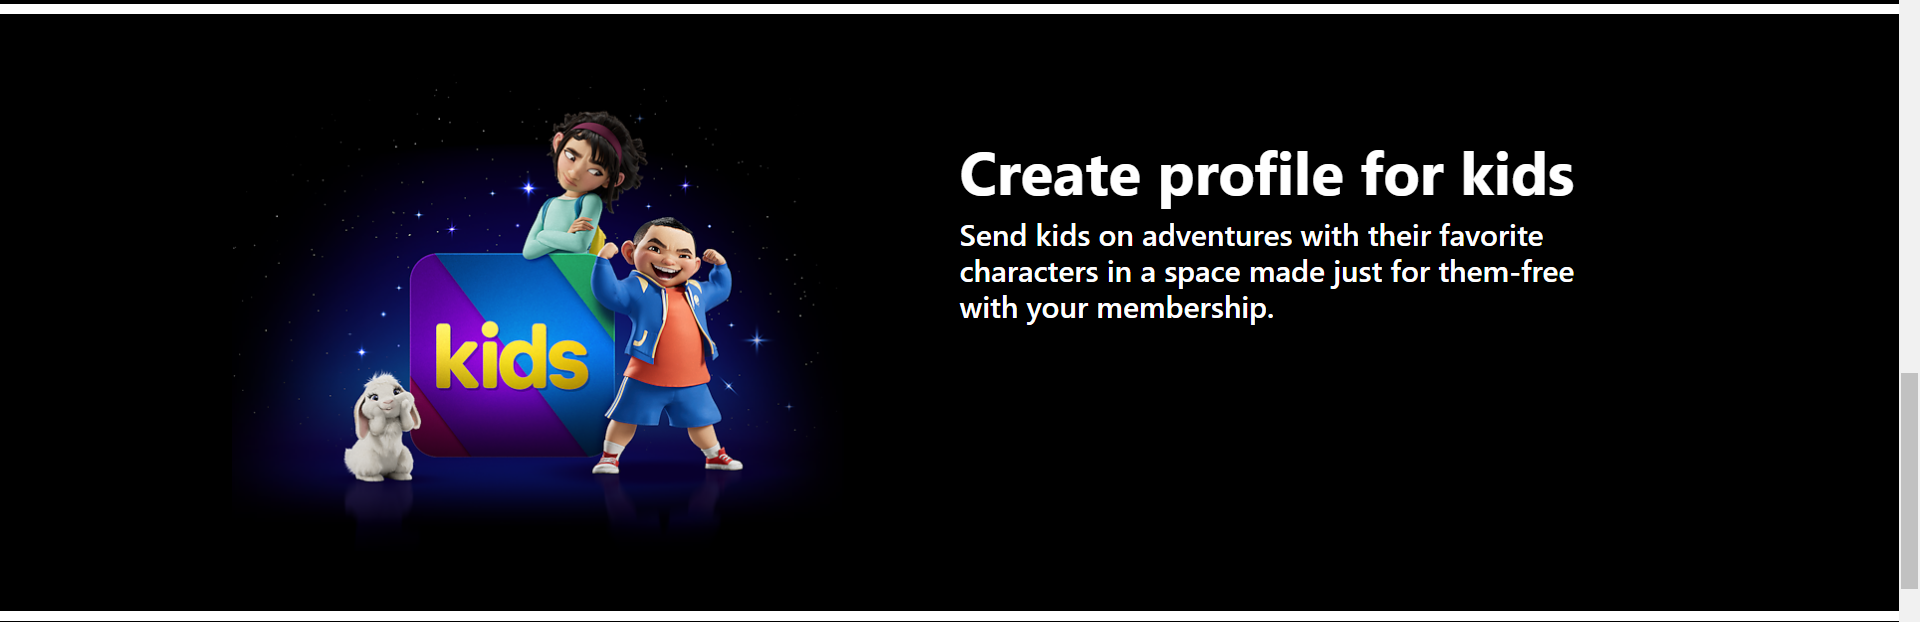 kids
Create profile for kids
Send kids on adventures with their favorite
characters in a space made just for them-free
with your membership.